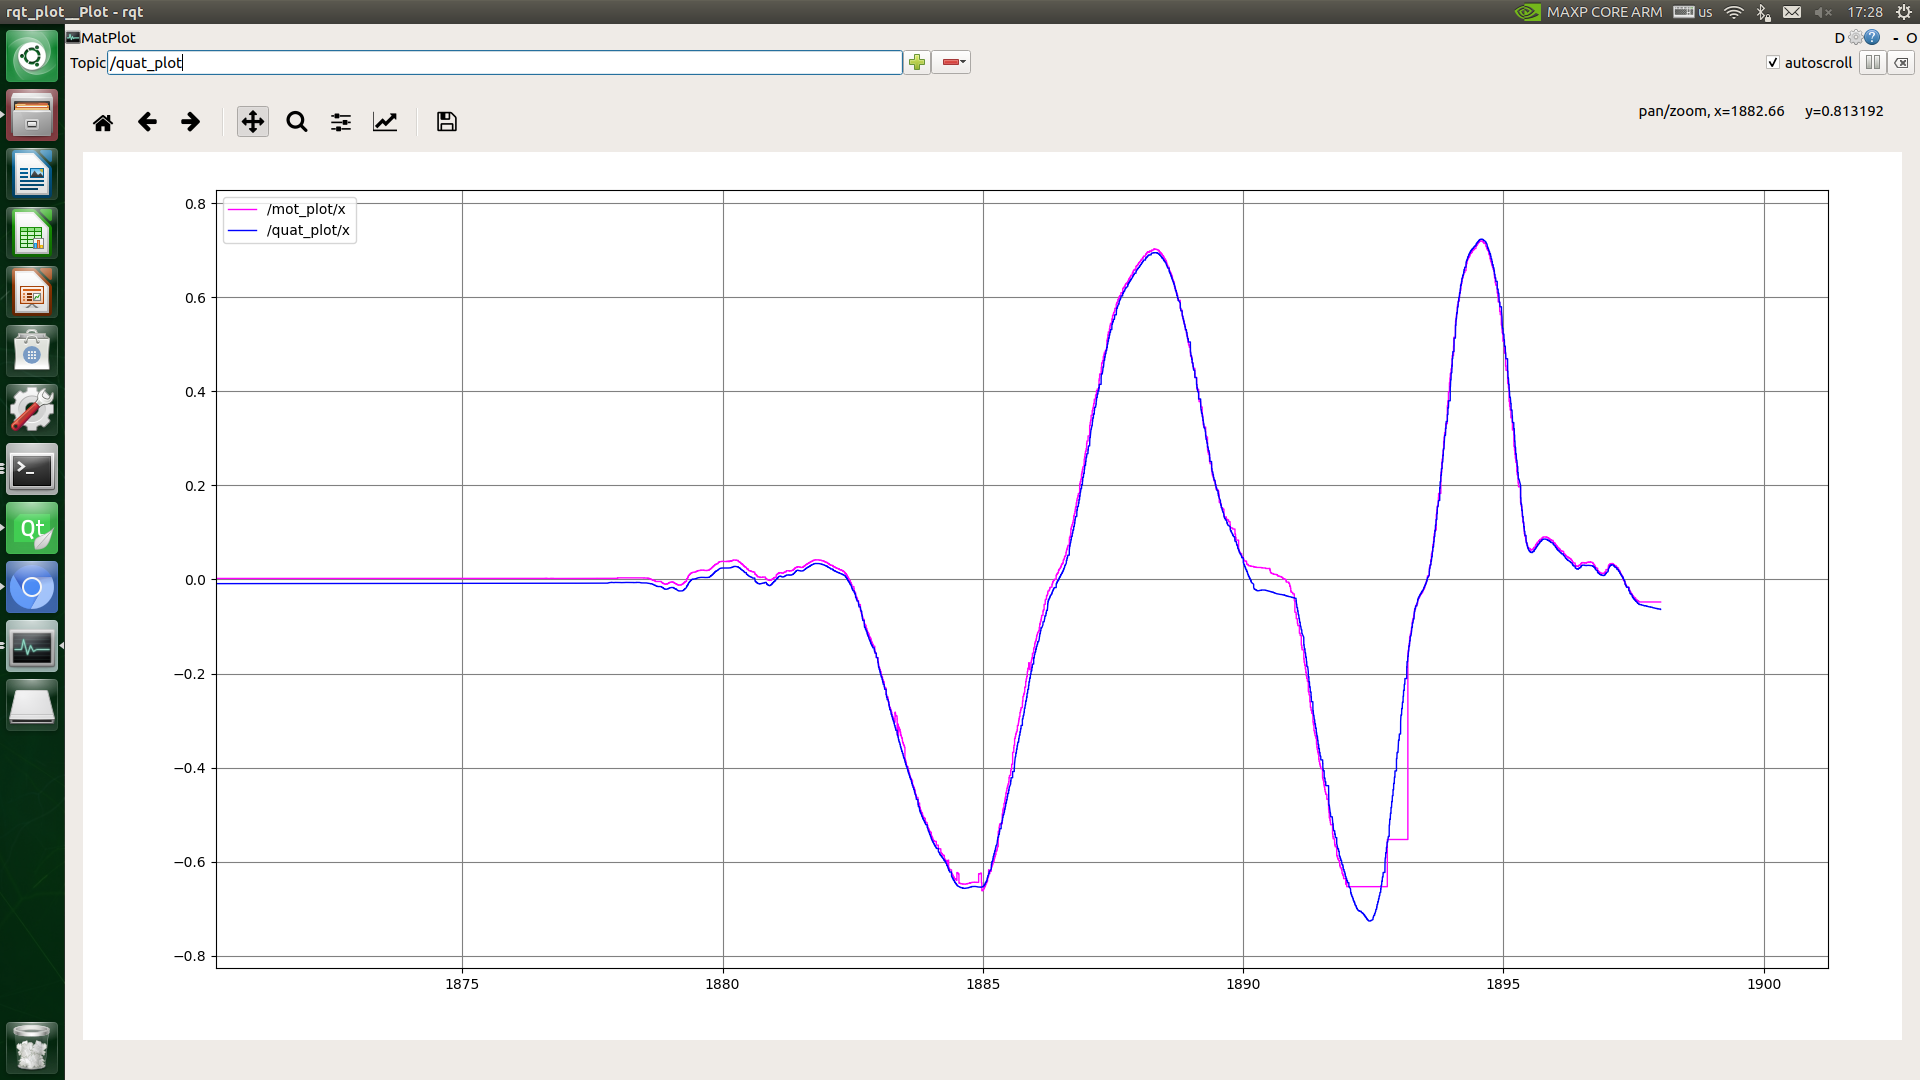 rqt_plot__Plot - rqt
MAXP CORE ARM
us
17:28
MatPlot
D
? - O
Topic /quat_plot
autoscroll
pan/zoom, x=1882.66 y=0.813192
/mot_plot/x
/quat_plot/x
0.8
0.6
0.4
0.2
0.0
−0.2
−0.4
−0.6
−0.8
1875 1880 1885 1890 1895 1900
>_
Qt